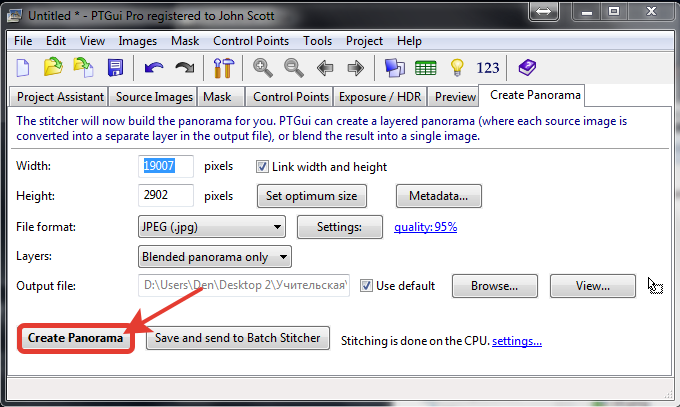 Untitled * - PTGui Pro registered to John Scott
File Edit View Images Mask Control Points Tools Project Help
123
Project Assistant Source Images Mask Control Points Exposure / HDR Preview Create Panorama
The stitcher will now build the panorama for you. PTGui can create a layered panorama (where each source image is
converted into a separate layer in the output file), or blend the result into a single image.
Width: 19007 pixels Link width and height
Height: 2902 pixels Set optimum size Metadata...
File format: JPEG (.jpg) Settings: quality: 95%
Layers: Blended panorama only
Output file: D:\Users\Den\Desktop 2\Учительская\ Use default Browse... View...
Create Panorama Save and send to Batch Stitcher Stitching is done on the CPU. settings...